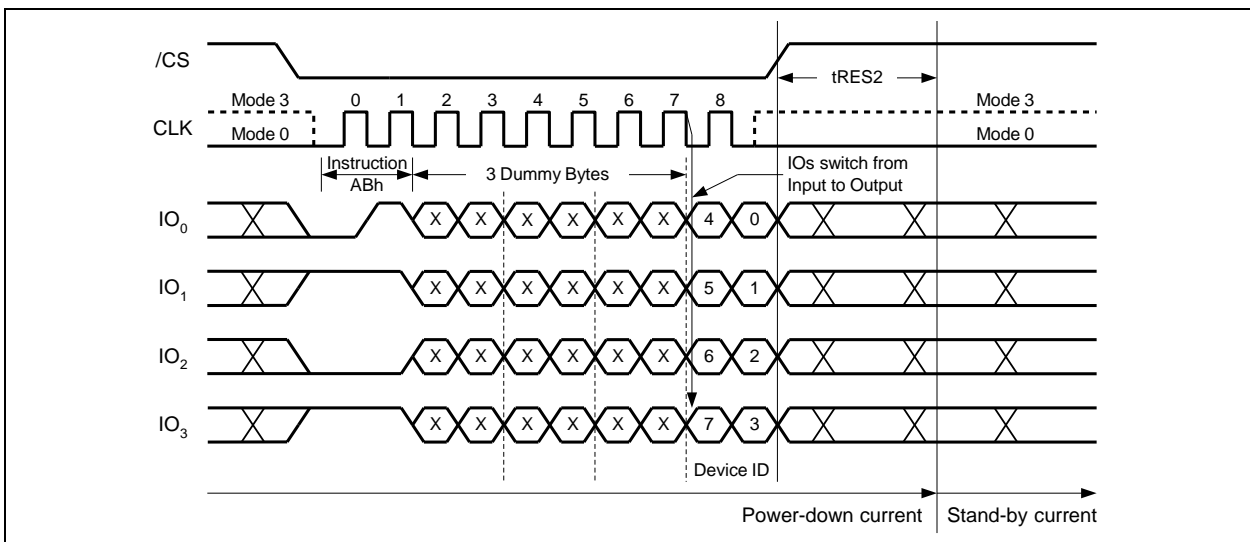 /CS
tRES2
Mode 3 0 1 2 3 4 5 6 7 8 Mode 3
CLK
Mode 0 Mode 0
Instruction
ABh
3 Dummy Bytes
IOs switch from
Input to Output
IO0 X X X X X X 4 0
IO1 X X X X X X 5 1
IO2 X X X X X X 6 2
IO3 X X X X X X 7 3
Device ID
Power-down current Stand-by current